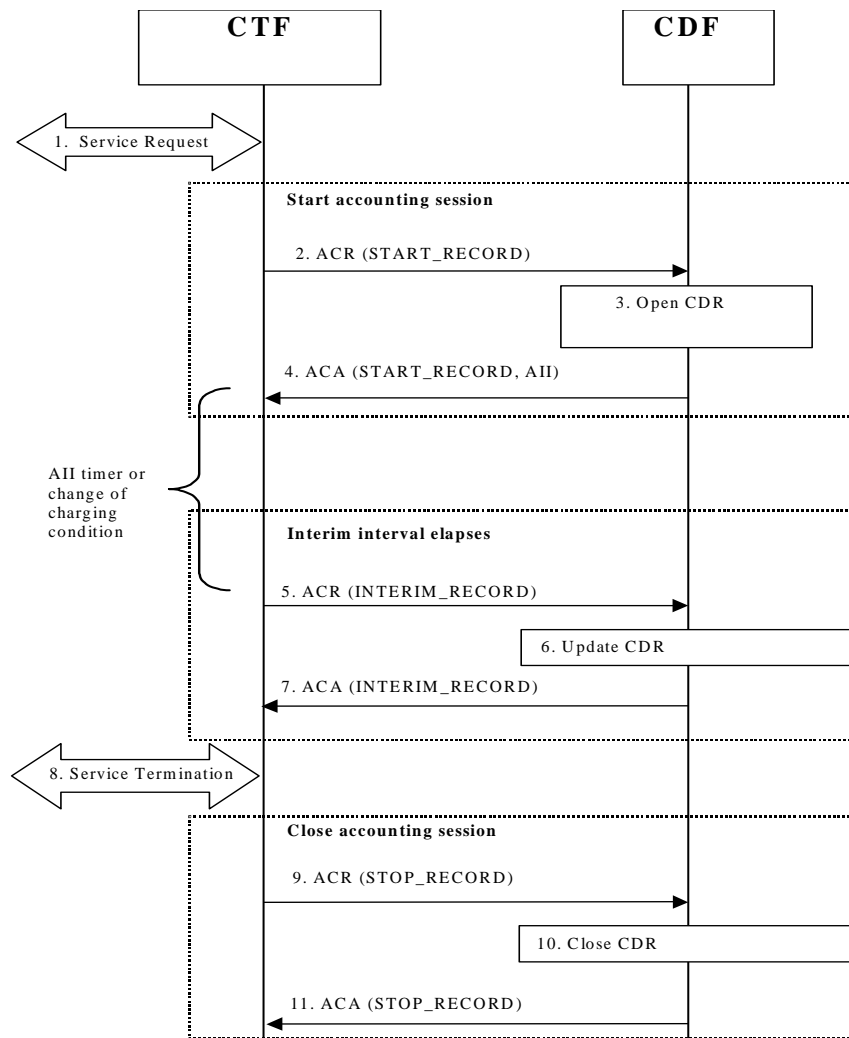 CTF
CDF
1. Service Request
Start accounting session
2. ACR (START_RECORD)
3. Open CDR
4. ACA (START_RECORD, AII)
AII timer or
change of
charging
condition
Interim interval elapses
5. ACR (INTERIM_RECORD)
6. Update CDR
7. ACA (INTERIM_RECORD)
8. Service Termination
Close accounting session
9. ACR (STOP_RECORD)
10. Close CDR
11. ACA (STOP_RECORD)